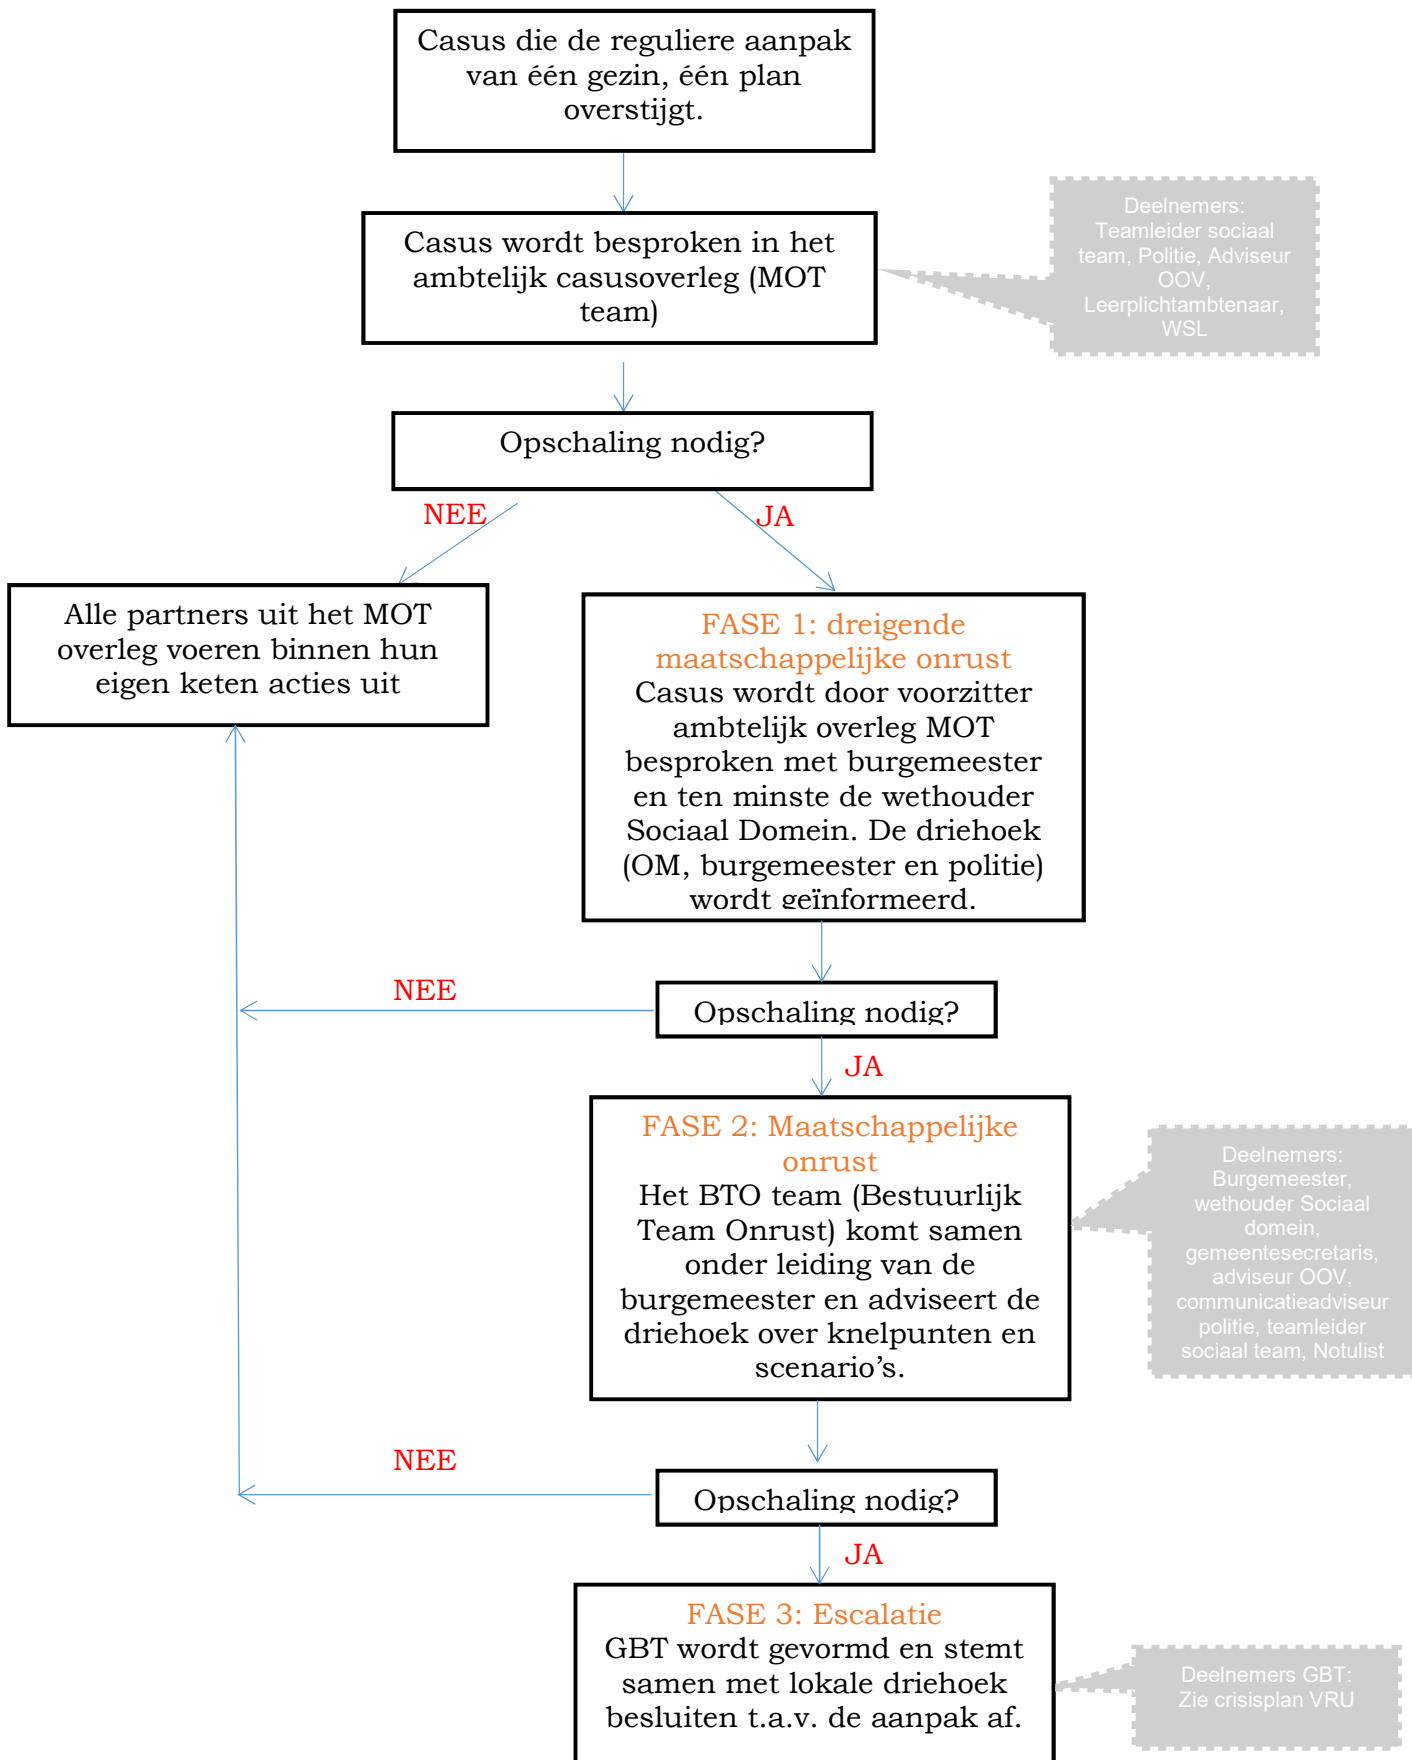 Casus die de reguliere aanpak
van één gezin, één plan
overstijgt.
Casus wordt besproken in het
ambtelijk casusoverleg (MOT
team)
Deelnemers:
Teamleider sociaal
team, Politie, Adviseur
OOV,
Leerplichtambtenaar,
WSL
Opschaling nodig?
NEE
JA
Alle partners uit het MOT
overleg voeren binnen hun
eigen keten acties uit
FASE 1: dreigende
maatschappelijke onrust
Casus wordt door voorzitter
ambtelijk overleg MOT
besproken met burgemeester
en ten minste de wethouder
Sociaal Domein. De driehoek
(OM, burgemeester en politie)
wordt geïnformeerd.
NEE
Opschaling nodig?
JA
FASE 2: Maatschappelijke
onrust
Het BTO team (Bestuurlijk
Team Onrust) komt samen
onder leiding van de
burgemeester en adviseert de
driehoek over knelpunten en
scenario’s.
Deelnemers:
Burgemeester,
wethouder Sociaal
domein,
gemeentesecretaris,
adviseur OOV,
communicatieadviseur
politie, teamleider
sociaal team, Notulist
NEE
Opschaling nodig?
JA
FASE 3: Escalatie
GBT wordt gevormd en stemt
samen met lokale driehoek
besluiten t.a.v. de aanpak af.
Deelnemers GBT:
Zie crisisplan VRU